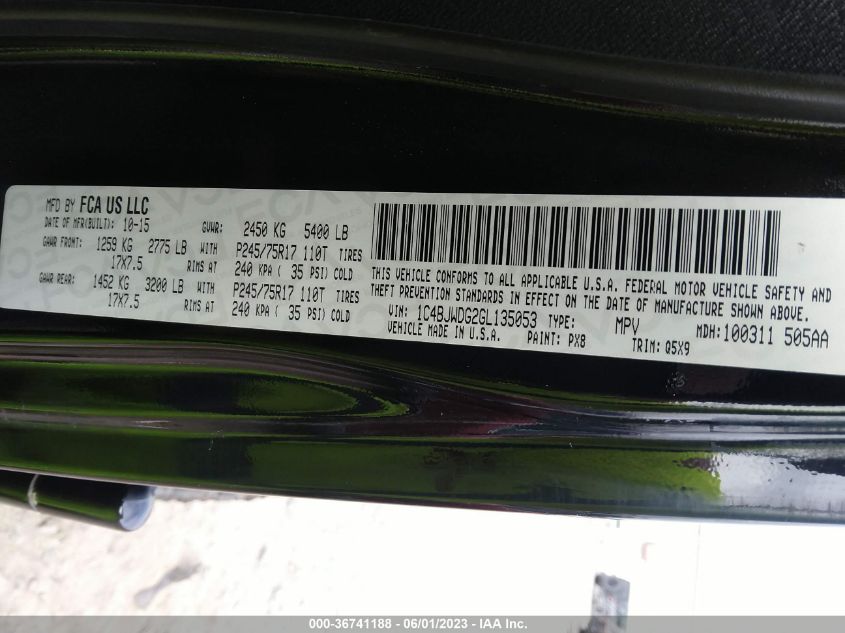 MFD BY FCA US LLC
DATE OF MFR(BUILT): 10-15 GVWR: 2450 KG 5400 LB
GAWR FRONT: 1259 KG 2775 LB WITH P245/75R17 110T TIRES
17X7.5 RIMS AT 240 KPA ( 35 PSI) COLD
GAWR REAR: 1452 KG 3200 LB WITH P245/75R17 110T TIRES
17X7.5 RIMS AT 240 KPA ( 35 PSI) COLD
THIS VEHICLE CONFORMS TO ALL APPLICABLE U.S.A. FEDERAL MOTOR VEHICLE SAFETY AND
THEFT PREVENTION STANDARDS IN EFFECT ON THE DATE OF MANUFACTURE SHOWN ABOVE.
VIN: 1C4BJWDG2GL135053 TYPE: MPV MDH:100311 505AA
VEHICLE MADE IN U.S.A. PAINT: PX8 TRIM: Q5X9
000-36741188 - 06/01/2023 - IAA Inc.